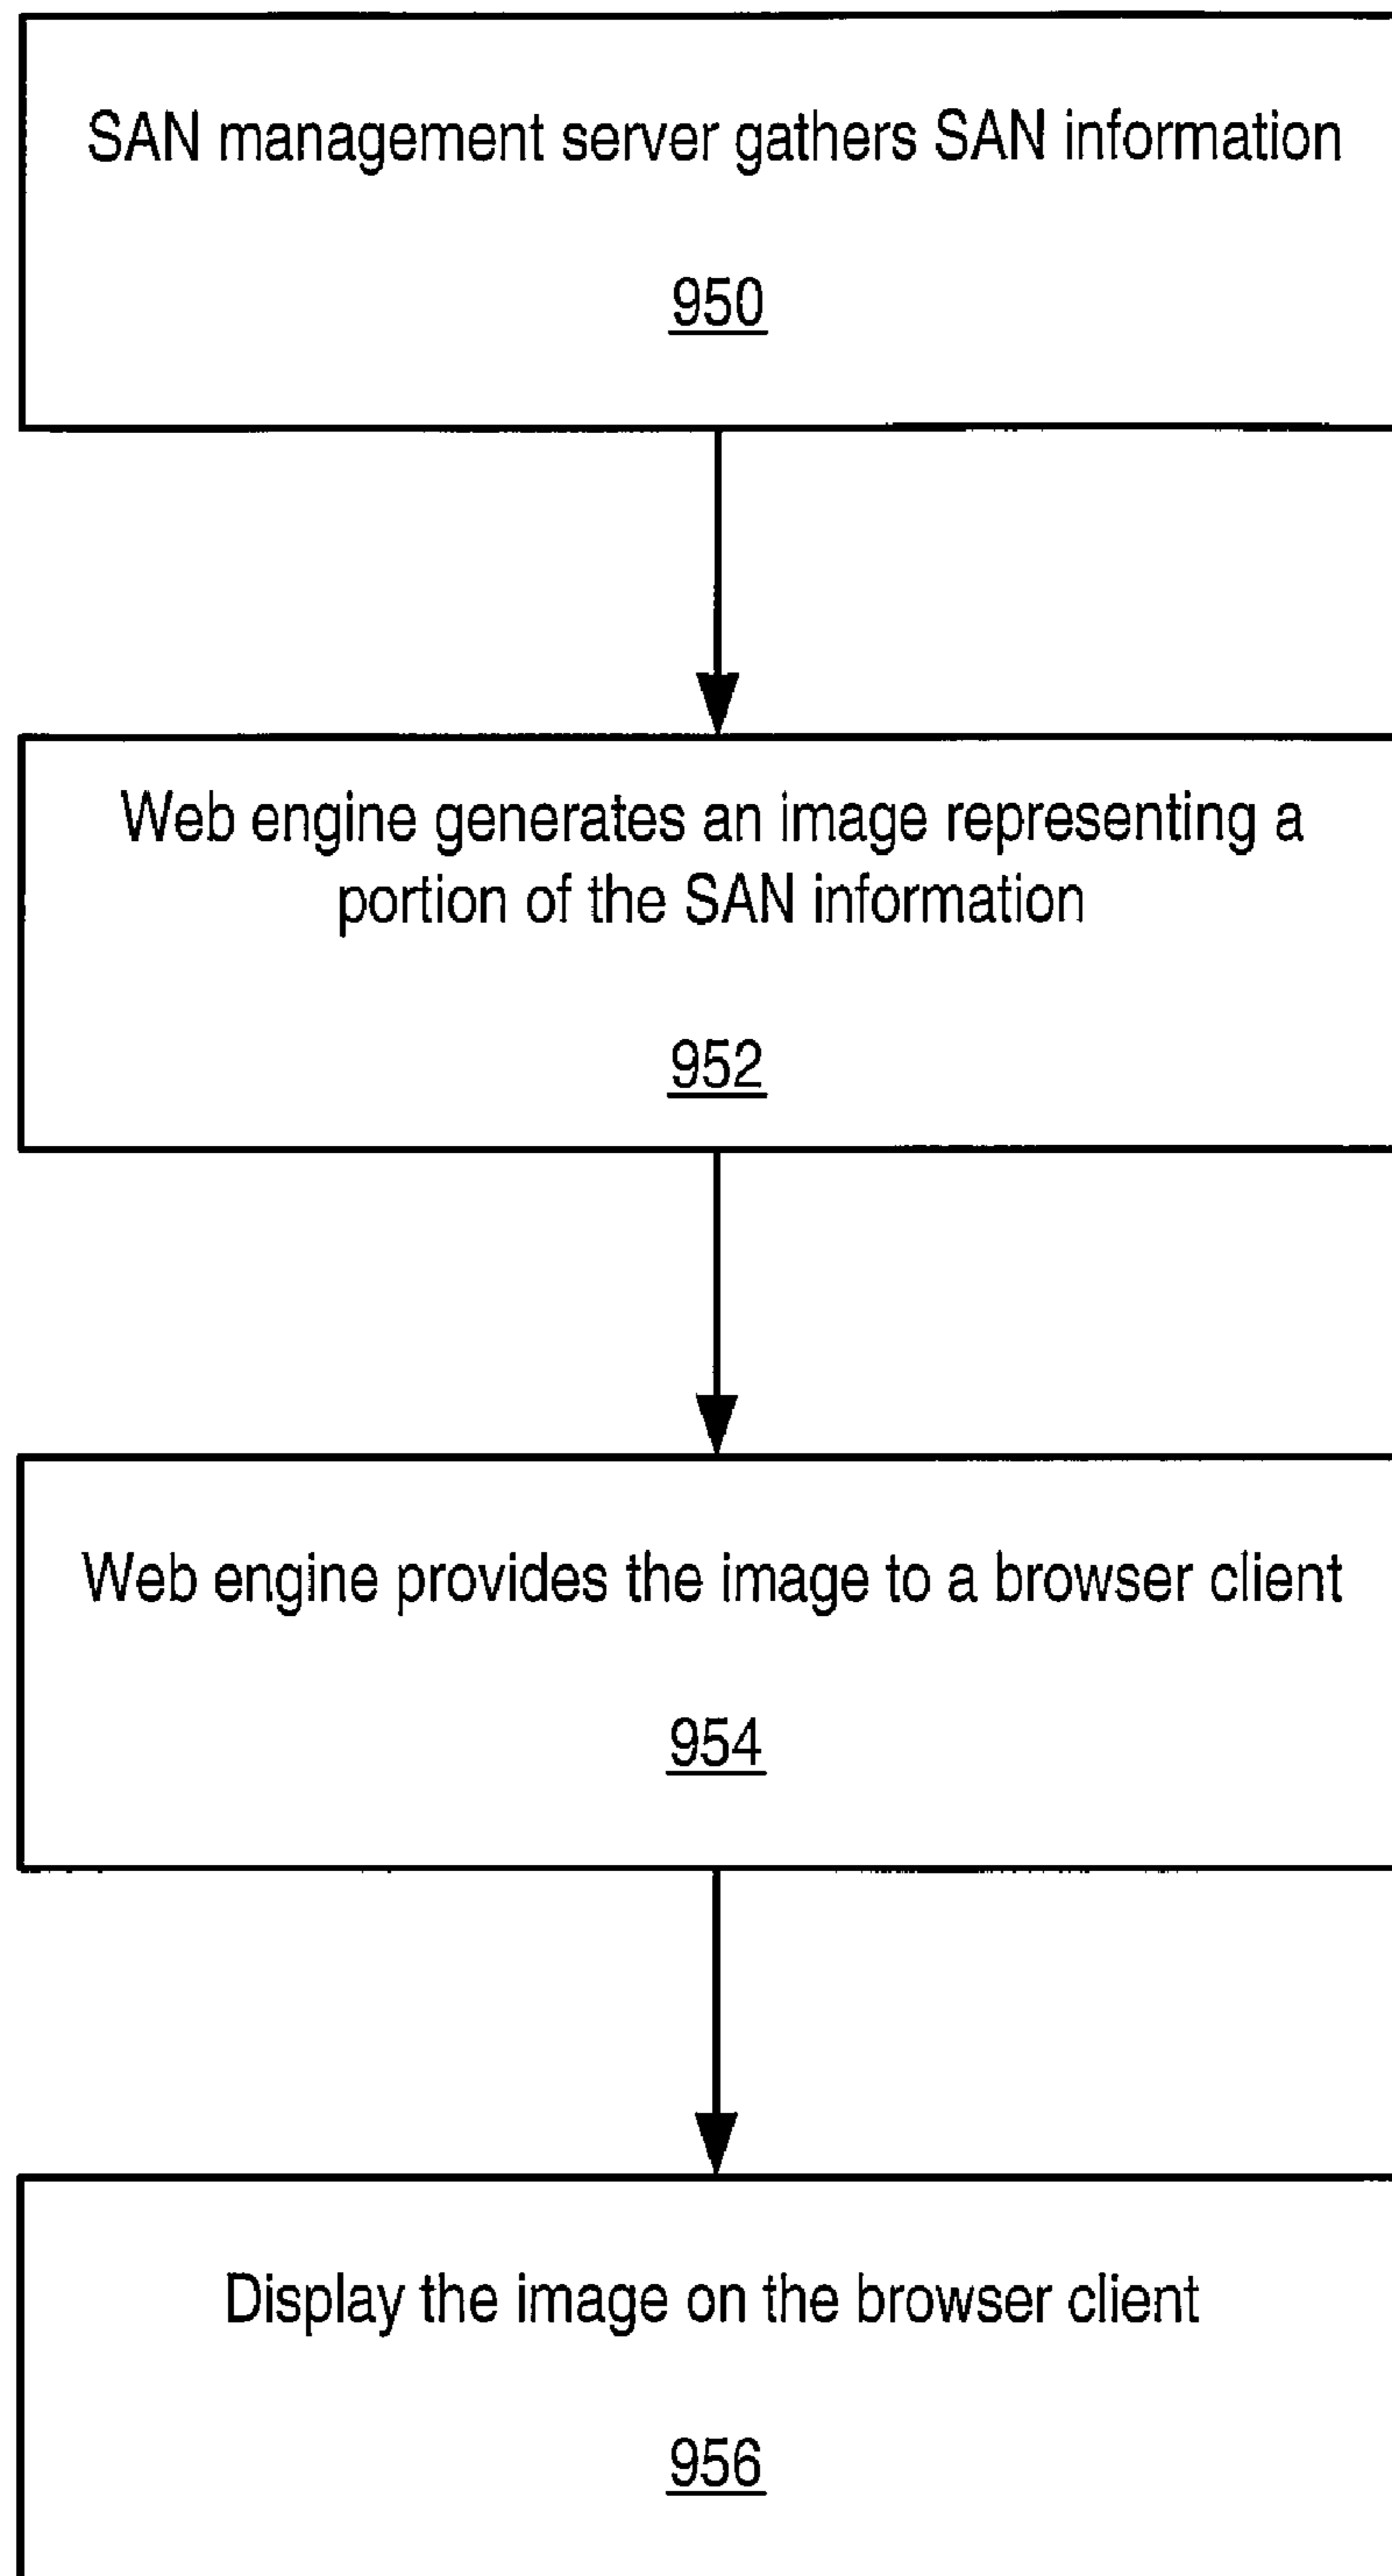 SAN management server gathers SAN information
950
Web engine generates an image representing a
portion of the SAN information
952
Web engine provides the image to a browser client
954
Display the image on the browser client
956